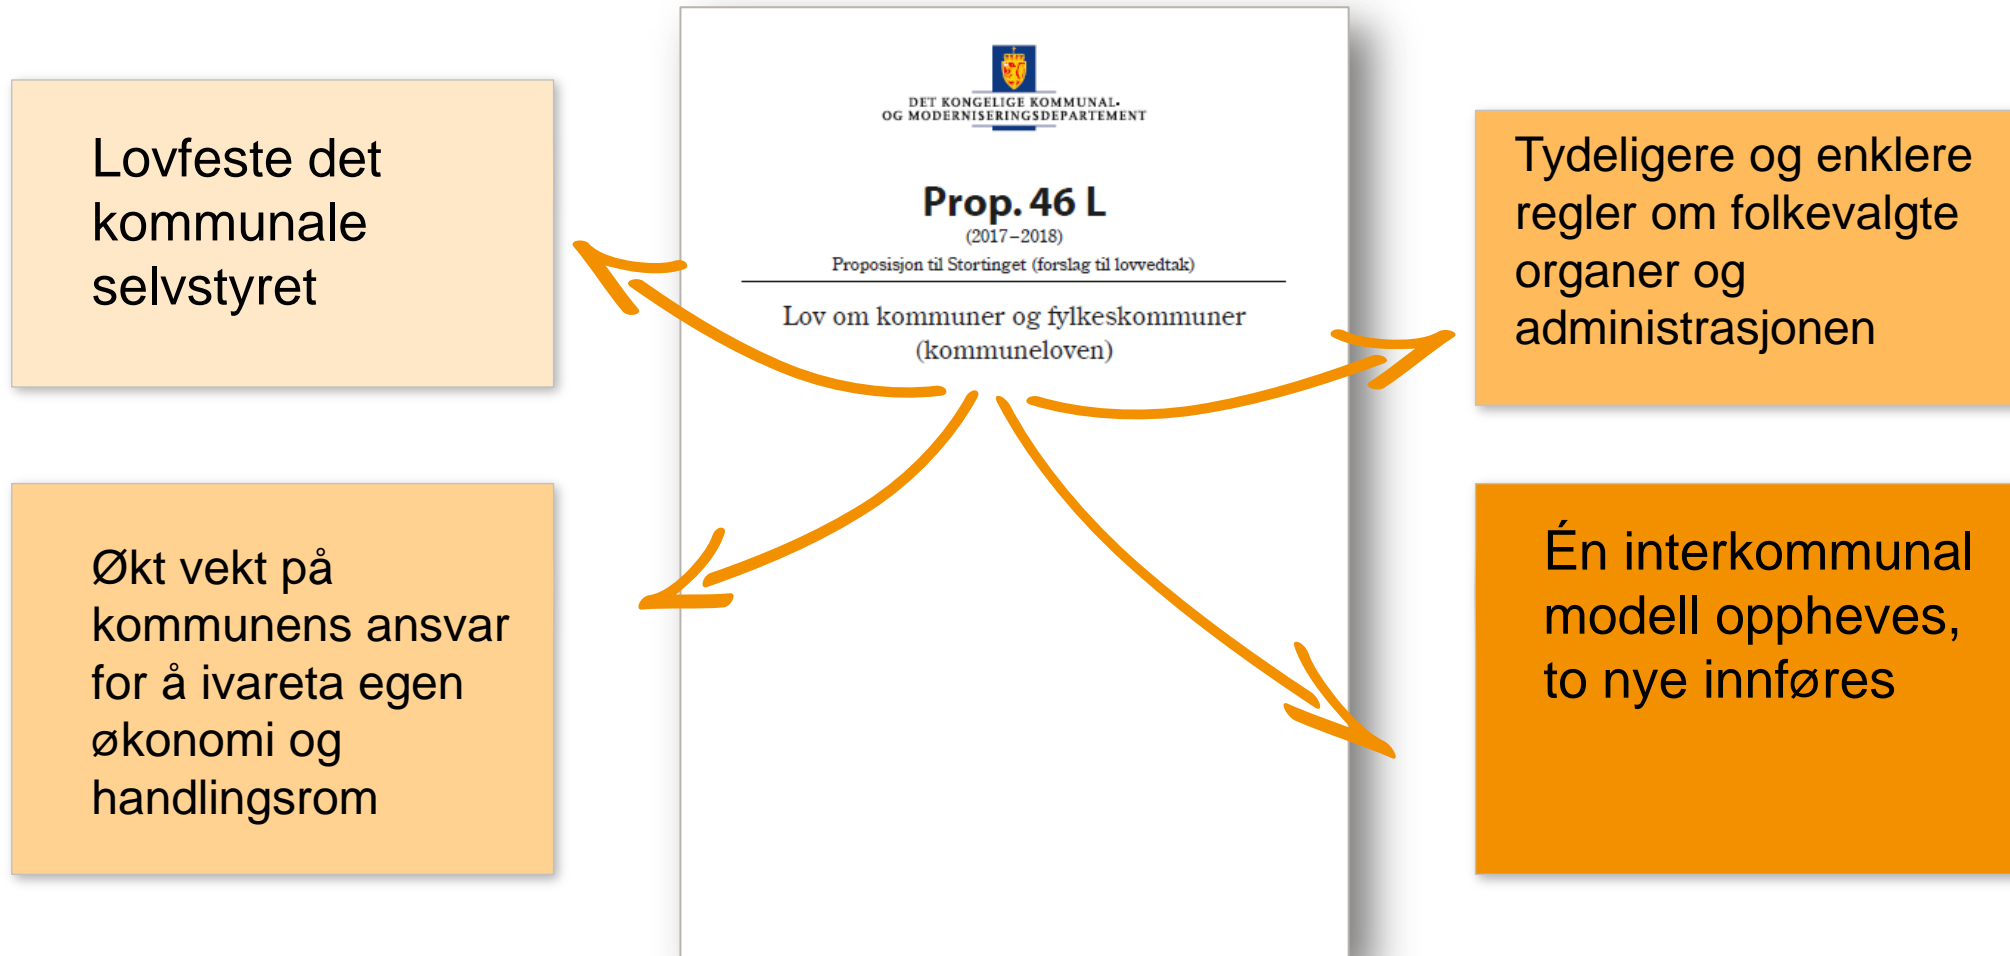 Lovfeste det
kommunale
selvstyret
Økt vekt på
kommunens ansvar
for å ivareta egen
økonomi og
handlingsrom
DET KONGELIGE KOMMUNAL-
OG MODERNISERINGSDEPARTEMENT
Prop. 46 L
(2017–2018)
Proposisjon til Stortinget (forslag til lovvedtak)
Lov om kommuner og fylkeskommuner
(kommuneloven)
Tydeligere og enklere
regler om folkevalgte
organer og
administrasjonen
Én interkommunal
modell oppheves,
to nye innføres